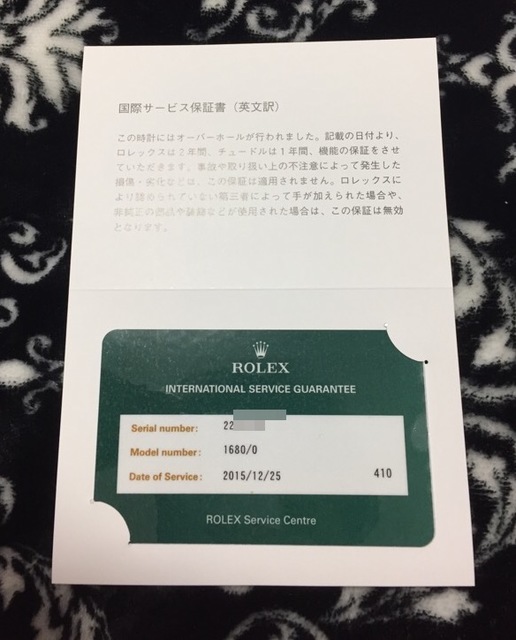 国際サービス保証書（英文訳）
この時計にはオーバーホールが行われました。記載の日付より、
ロレックスは２年間、チュードルは１年間、機能の保証をさせ
ていただきます。事故や取り扱い上の不注意によって発生した
損傷・劣化などは、この保証は適用されません。ロレックスに
より認められていない第三者によって手が加えられた場合や、
非純正の部品や装飾などが使用された場合は、この保証は無効
となります。
ROLEX
INTERNATIONAL SERVICE GUARANTEE
Serial number: 22
Model number: 1680/0
Date of Service: 2015/12/25 410
ROLEX Service Centre